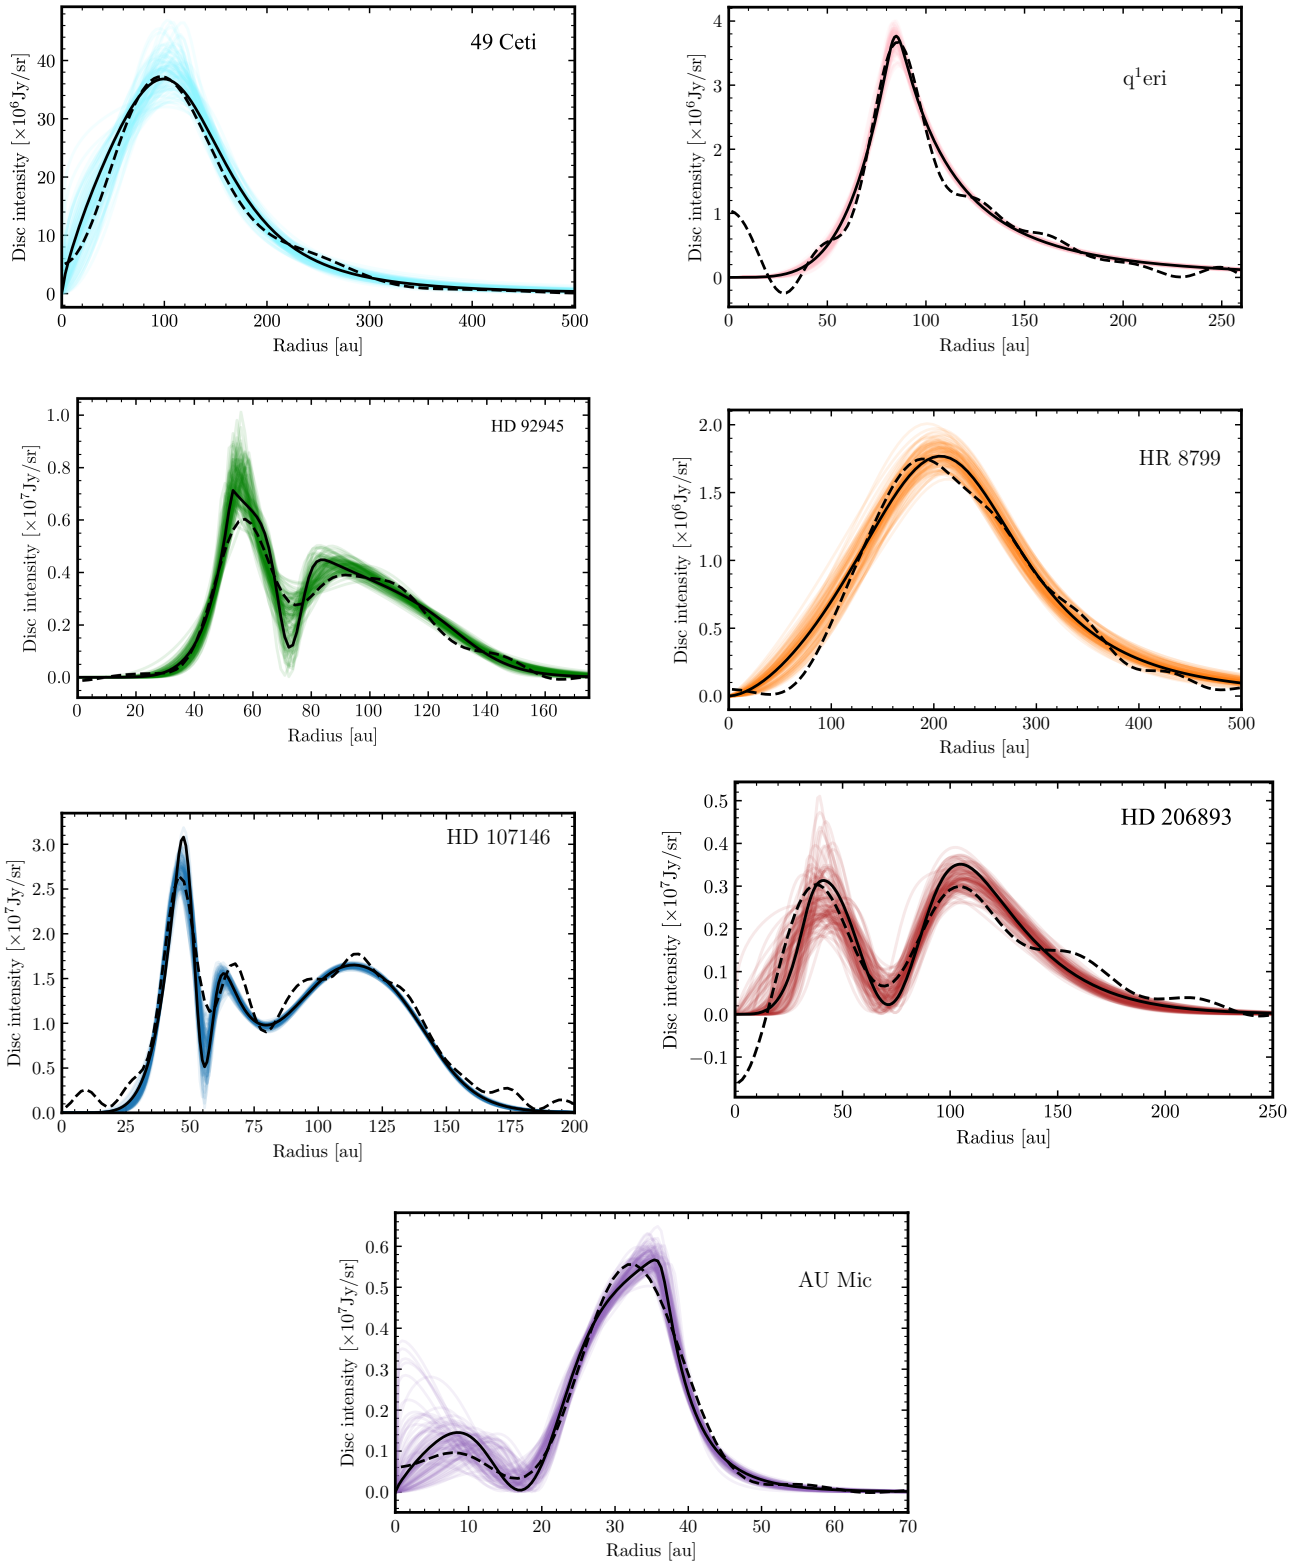 49 Ceti
Disc intensity [×10⁶Jy/sr]
40
30
20
10
0
0 100 200 300 400 500
Radius [au]
q¹eri
Disc intensity [×10⁶Jy/sr]
4
3
2
1
0
0 50 100 150 200 250
Radius [au]
HD 92945
Disc intensity [×10⁷Jy/sr]
1.0
0.8
0.6
0.4
0.2
0.0
0 20 40 60 80 100 120 140 160
Radius [au]
HR 8799
Disc intensity [×10⁶Jy/sr]
2.0
1.5
1.0
0.5
0.0
0 100 200 300 400 500
Radius [au]
HD 107146
Disc intensity [×10⁷Jy/sr]
3.0
2.5
2.0
1.5
1.0
0.5
0.0
0 25 50 75 100 125 150 175 200
Radius [au]
HD 206893
Disc intensity [×10⁷Jy/sr]
0.5
0.4
0.3
0.2
0.1
0.0
−0.1
0 50 100 150 200 250
Radius [au]
AU Mic
Disc intensity [×10⁷Jy/sr]
0.6
0.5
0.4
0.3
0.2
0.1
0.0
0 10 20 30 40 50 60 70
Radius [au]